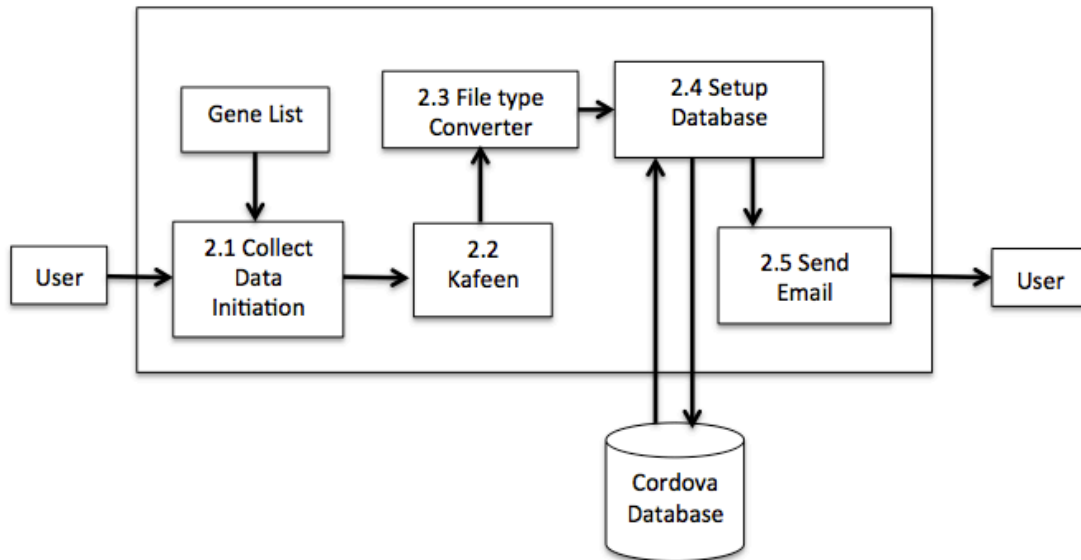 Gene List
2.3 File type
Converter
2.4 Setup
Database
User
2.1 Collect
Data
Initiation
2.2
Kafeen
2.5 Send
Email
User
Cordova
Database